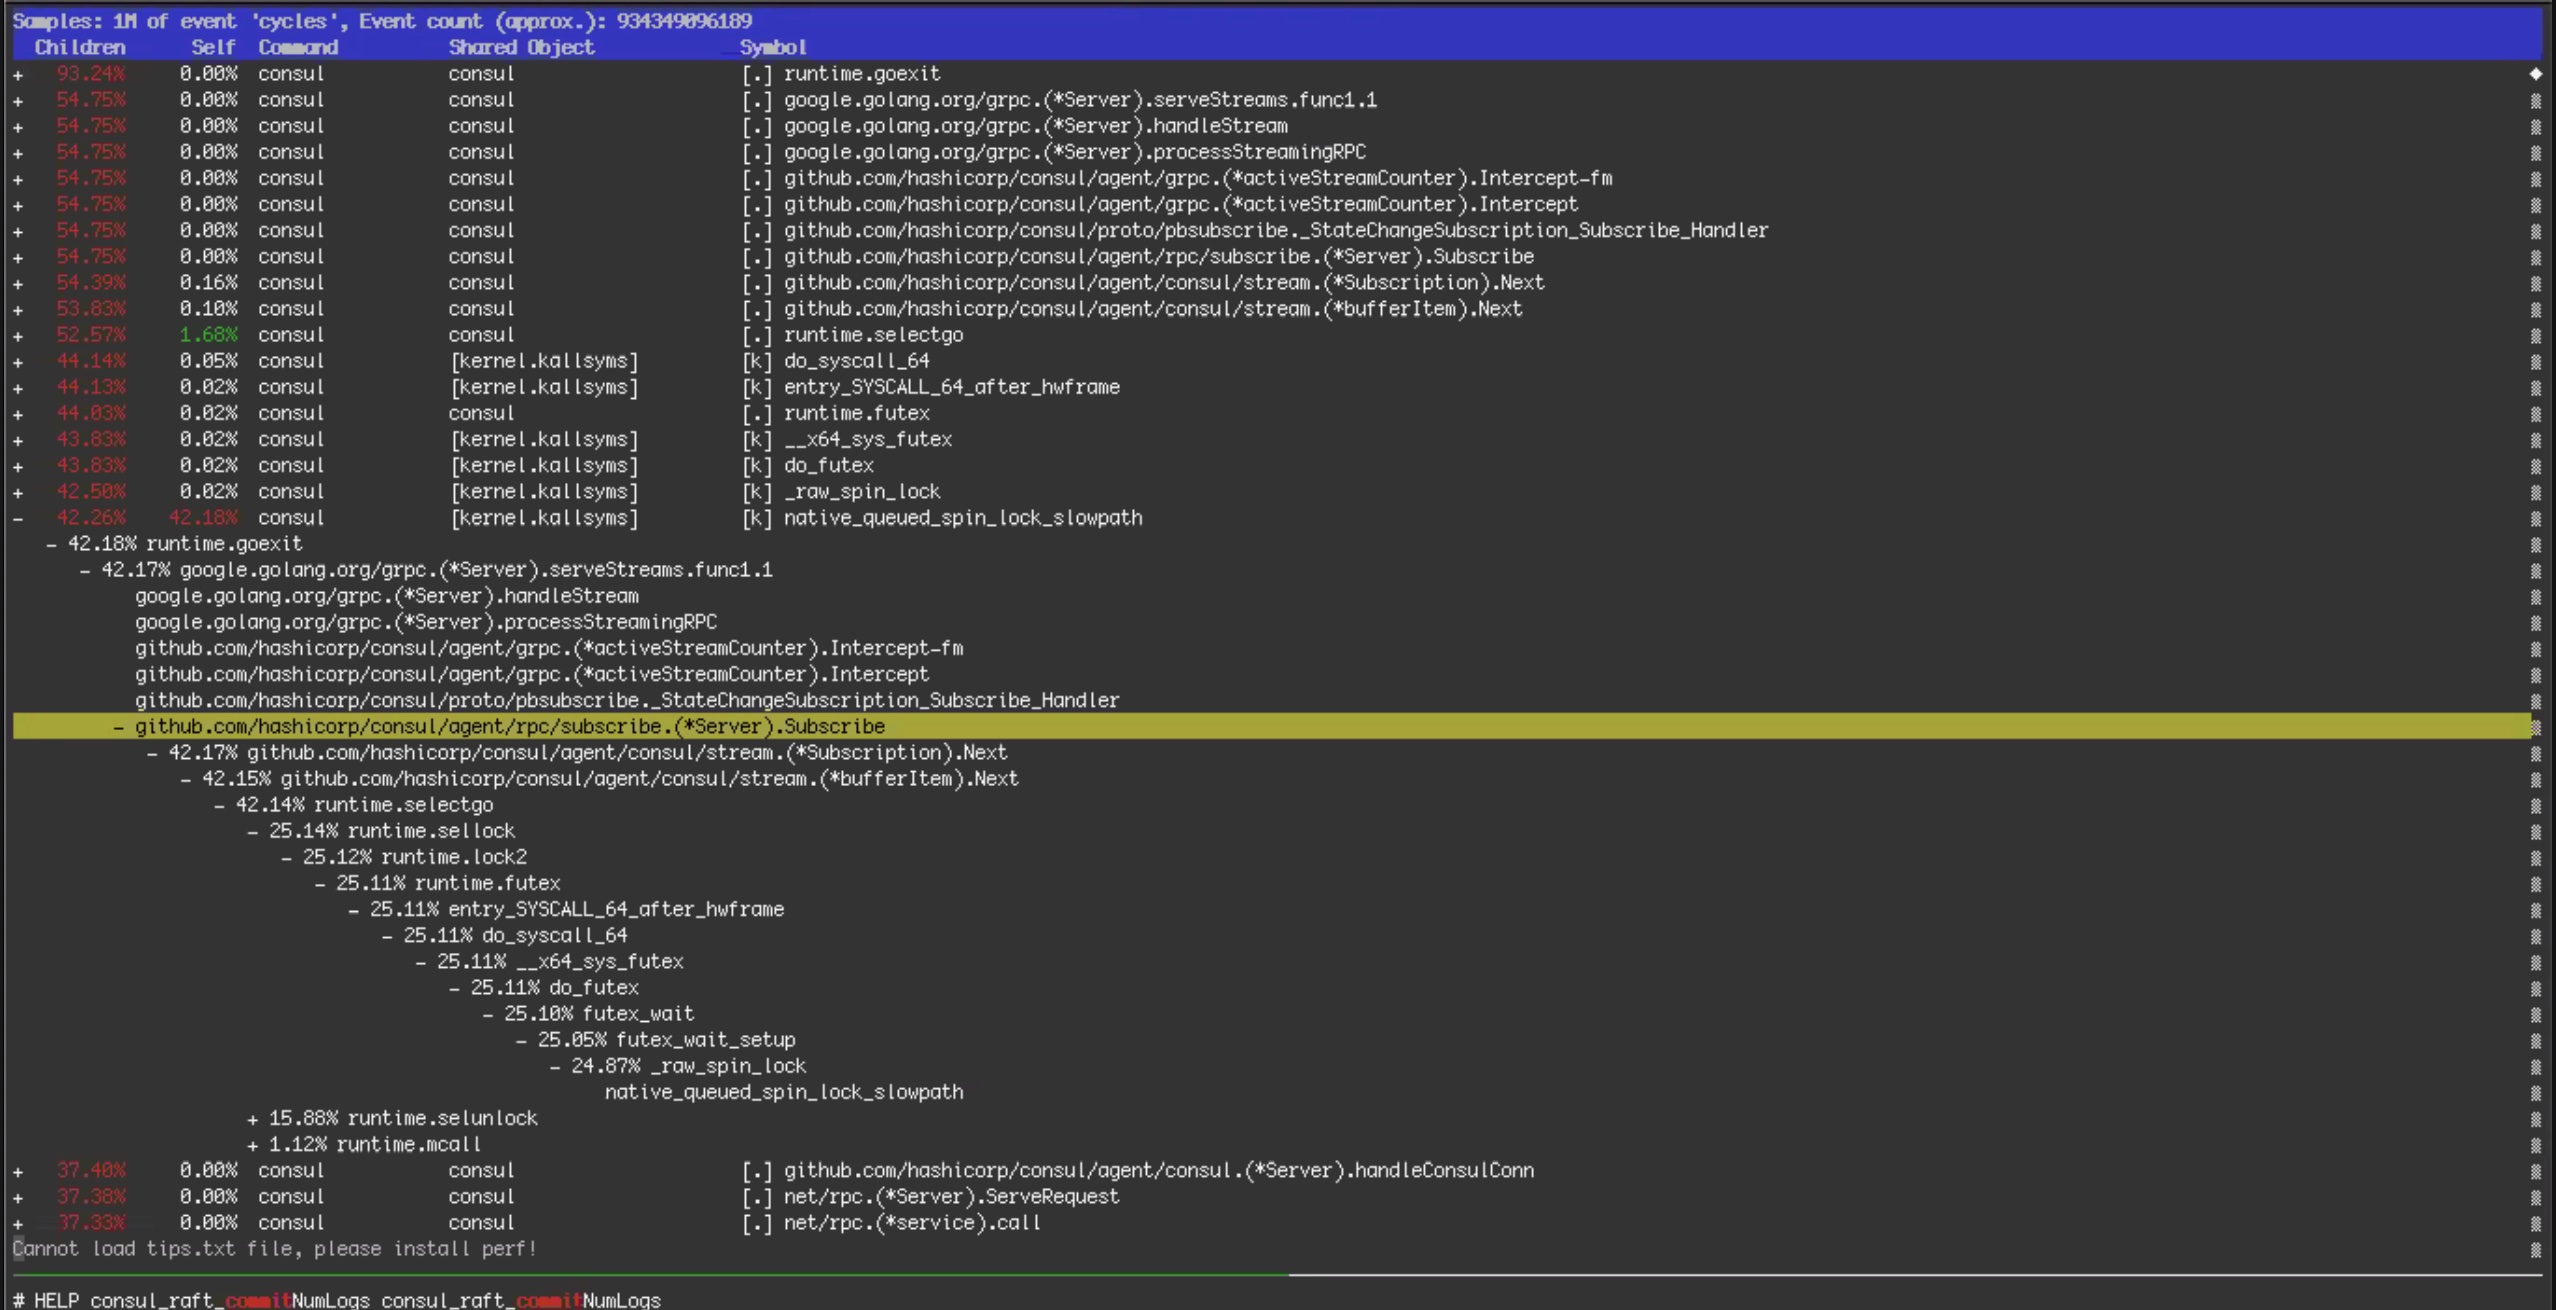 Samples: 1M of event 'cycles', Event count (approx.): 934349096189
Children Self Command Shared Object Symbol
+ 93.24% 0.00% consul consul [.] runtime.goexit
+ 54.75% 0.00% consul consul [.] google.golang.org/grpc.(*Server).serveStreams.func1.1
+ 54.75% 0.00% consul consul [.] google.golang.org/grpc.(*Server).handleStream
+ 54.75% 0.00% consul consul [.] google.golang.org/grpc.(*Server).processStreamingRPC
+ 54.75% 0.00% consul consul [.] github.com/hashicorp/consul/agent/grpc.(*activeStreamCounter).Intercept-fm
+ 54.75% 0.00% consul consul [.] github.com/hashicorp/consul/agent/grpc.(*activeStreamCounter).Intercept
+ 54.75% 0.00% consul consul [.] github.com/hashicorp/consul/proto/pbsubscribe._StateChangeSubscription_Subscribe_Handler
+ 54.75% 0.00% consul consul [.] github.com/hashicorp/consul/agent/rpc/subscribe.(*Server).Subscribe
+ 54.39% 0.16% consul consul [.] github.com/hashicorp/consul/agent/consul/stream.(*Subscription).Next
+ 53.83% 0.10% consul consul [.] github.com/hashicorp/consul/agent/consul/stream.(*bufferItem).Next
+ 52.57% 1.68% consul consul [.] runtime.selectgo
+ 44.14% 0.05% consul [kernel.kallsyms] [k] do_syscall_64
+ 44.13% 0.02% consul [kernel.kallsyms] [k] entry_SYSCALL_64_after_hwframe
+ 44.03% 0.02% consul consul [.] runtime.futex
+ 43.83% 0.02% consul [kernel.kallsyms] [k] __x64_sys_futex
+ 43.83% 0.02% consul [kernel.kallsyms] [k] do_futex
+ 42.50% 0.02% consul [kernel.kallsyms] [k] _raw_spin_lock
- 42.26% 42.18% consul [kernel.kallsyms] [k] native_queued_spin_lock_slowpath
- 42.18% runtime.goexit
- 42.17% google.golang.org/grpc.(*Server).serveStreams.func1.1
google.golang.org/grpc.(*Server).handleStream
google.golang.org/grpc.(*Server).processStreamingRPC
github.com/hashicorp/consul/agent/grpc.(*activeStreamCounter).Intercept-fm
github.com/hashicorp/consul/agent/grpc.(*activeStreamCounter).Intercept
github.com/hashicorp/consul/proto/pbsubscribe._StateChangeSubscription_Subscribe_Handler
- github.com/hashicorp/consul/agent/rpc/subscribe.(*Server).Subscribe
- 42.17% github.com/hashicorp/consul/agent/consul/stream.(*Subscription).Next
- 42.15% github.com/hashicorp/consul/agent/consul/stream.(*bufferItem).Next
- 42.14% runtime.selectgo
- 25.14% runtime.sellock
- 25.12% runtime.lock2
- 25.11% runtime.futex
- 25.11% entry_SYSCALL_64_after_hwframe
- 25.11% do_syscall_64
- 25.11% __x64_sys_futex
- 25.11% do_futex
- 25.10% futex_wait
- 25.05% futex_wait_setup
- 24.87% _raw_spin_lock
native_queued_spin_lock_slowpath
+ 15.88% runtime.selunlock
+ 1.12% runtime.mcall
+ 37.40% 0.00% consul consul [.] github.com/hashicorp/consul/agent/consul.(*Server).handleConsulConn
+ 37.38% 0.00% consul consul [.] net/rpc.(*Server).ServeRequest
+ 37.33% 0.00% consul consul [.] net/rpc.(*service).call
Cannot load tips.txt file, please install perf!
# HELP consul_raft_commitNumLogs consul_raft_commitNumLogs